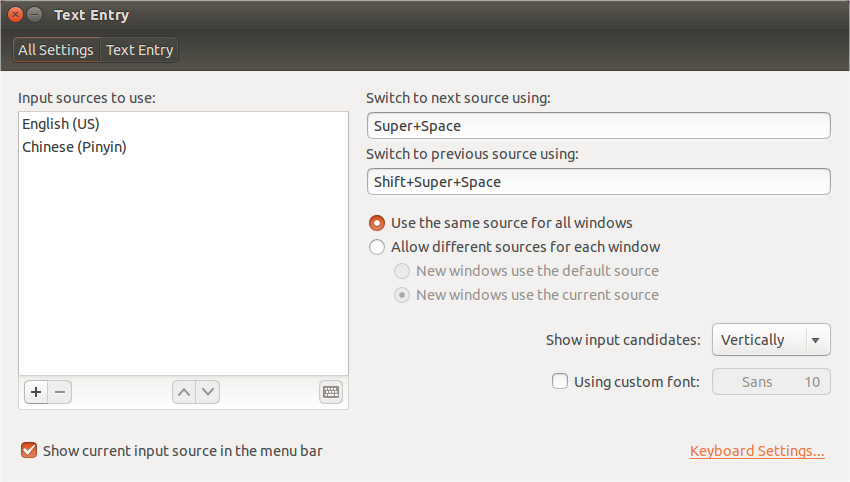 Text Entry
All Settings Text Entry
Input sources to use:
English (US)
Chinese (Pinyin)
Switch to next source using:
Super+Space
Switch to previous source using:
Shift+Super+Space
Use the same source for all windows
Allow different sources for each window
New windows use the default source
New windows use the current source
Show input candidates: Vertically
Using custom font: Sans 10
Show current input source in the menu bar
Keyboard Settings...